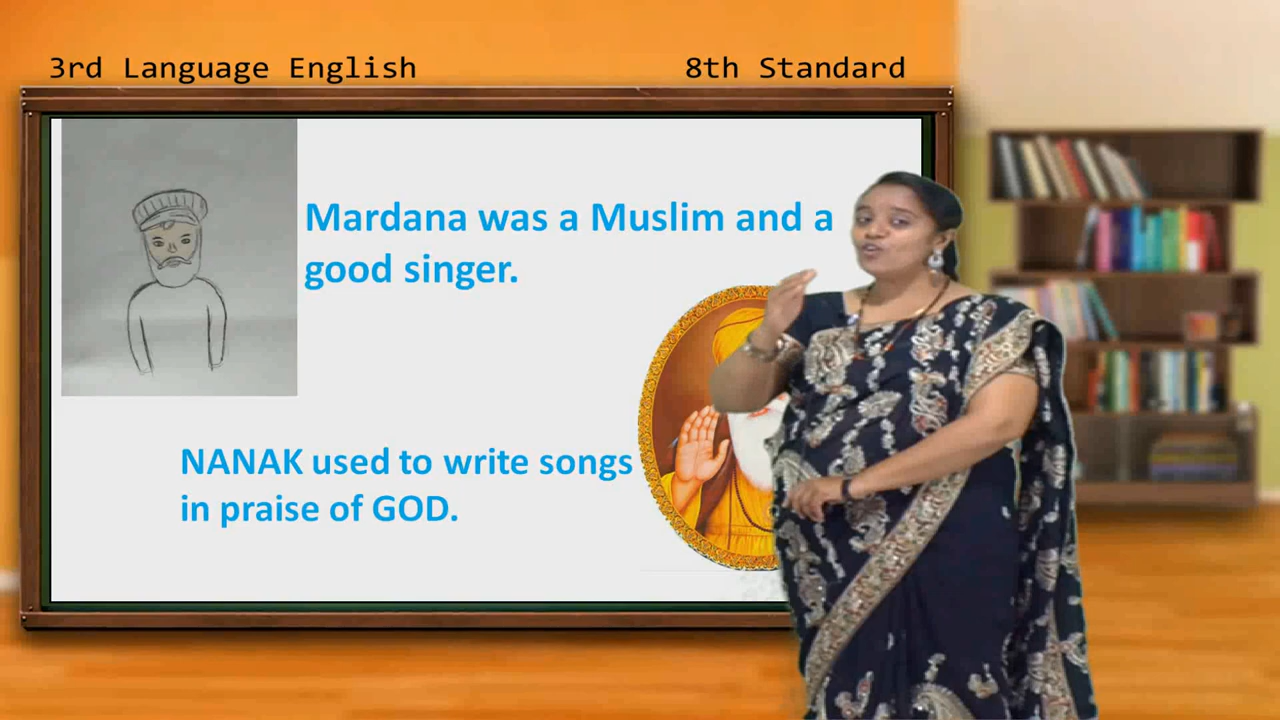 3rd Language English
8th Standard
Mardana was a Muslim and a
good singer.
NANAK used to write songs
in praise of GOD.